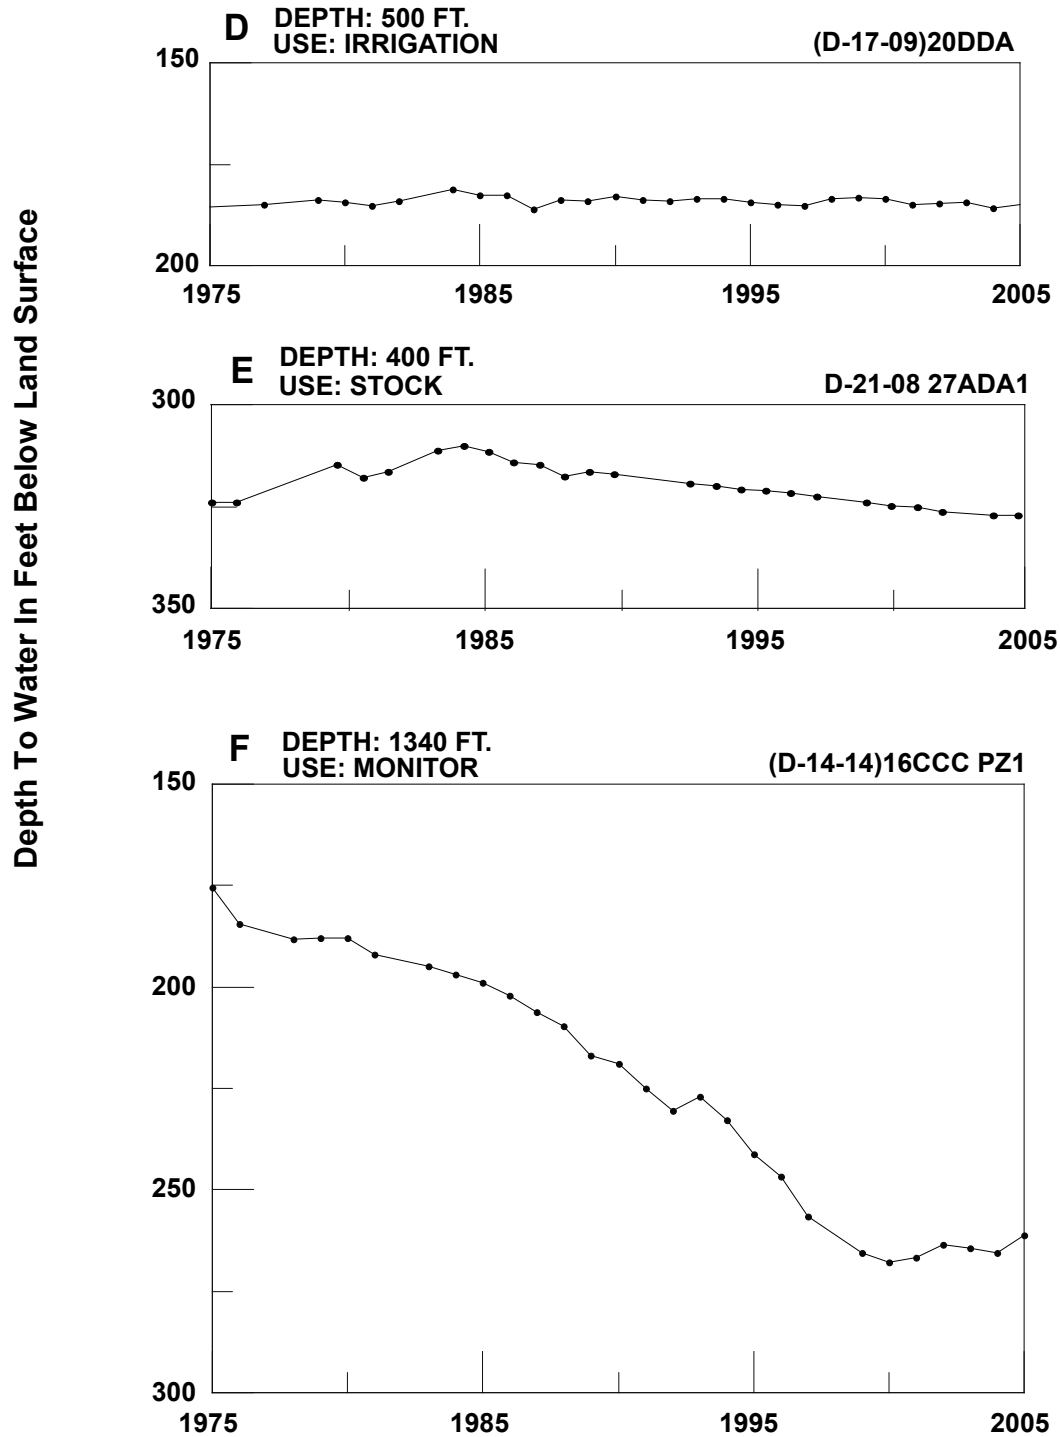 Depth To Water In Feet Below Land Surface
D
DEPTH: 500 FT.
USE: IRRIGATION
(D-17-09)20DDA
150
200
1975 1985 1995 2005
E
DEPTH: 400 FT.
USE: STOCK
D-21-08 27ADA1
300
350
1975 1985 1995 2005
F
DEPTH: 1340 FT.
USE: MONITOR
(D-14-14)16CCC PZ1
150
200
250
300
1975 1985 1995 2005